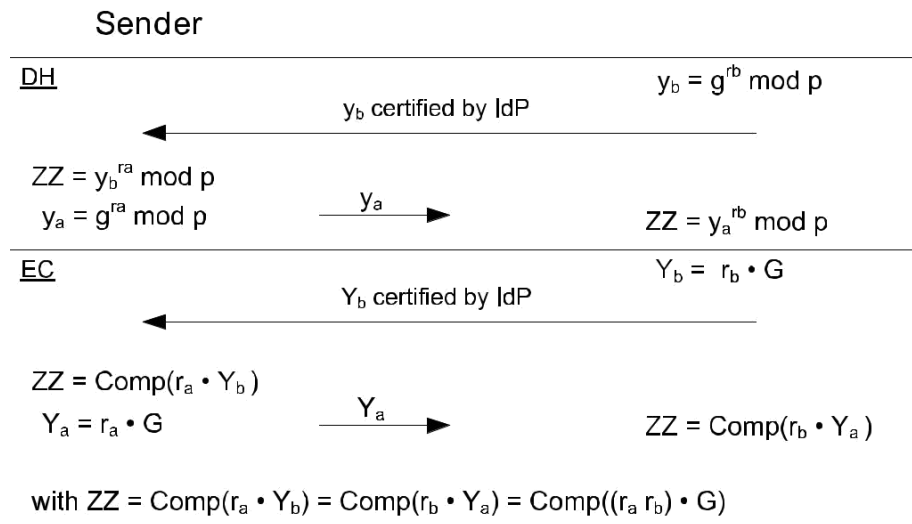 Sender
DH
y_b = g^rb mod p
y_b certified by IdP
ZZ = y_b^ra mod p
y_a = g^ra mod p
y_a
ZZ = y_a^rb mod p
EC
Y_b = r_b • G
Y_b certified by IdP
ZZ = Comp(r_a • Y_b )
Y_a = r_a • G
Y_a
ZZ = Comp(r_b • Y_a )
with ZZ = Comp(r_a • Y_b) = Comp(r_b • Y_a) = Comp((r_a r_b) • G)